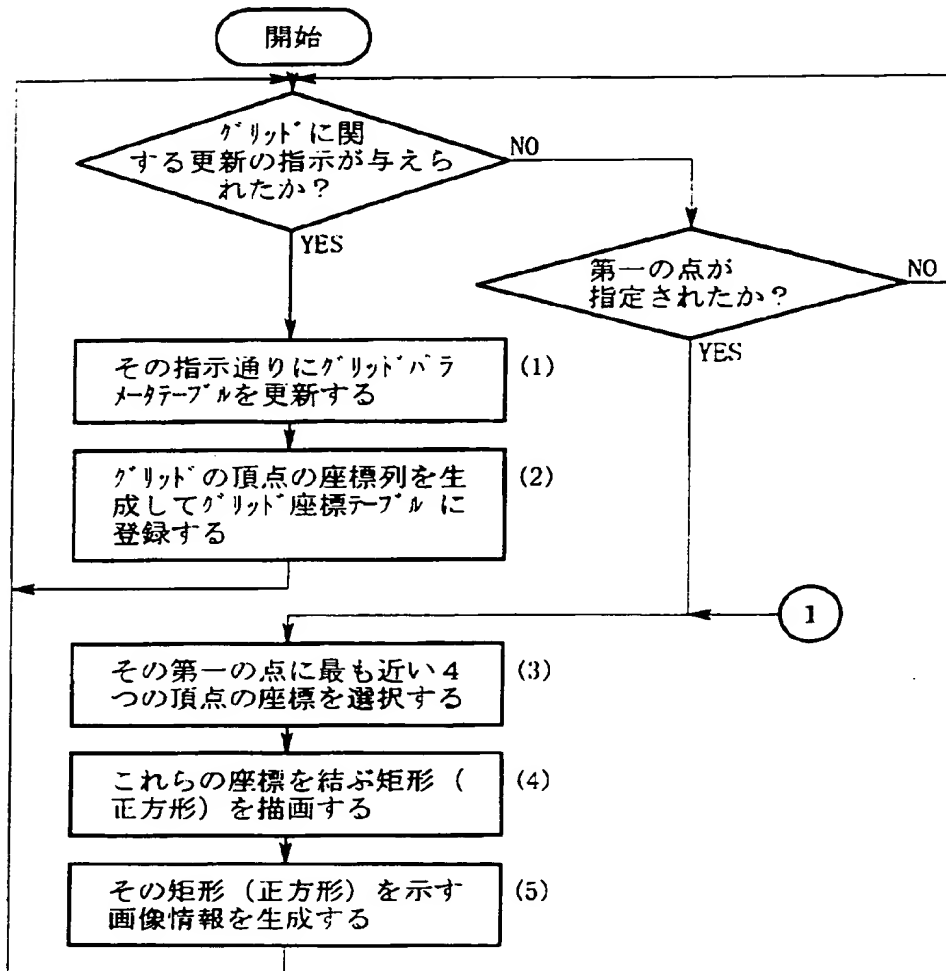 開始
グリッドに関
する更新の指示が与えら
れたか？
NO
YES
第一の点が
指定されたか？
NO
YES
その指示通りにグリッドパラ
メータテーブルを更新する
(1)
グリッドの頂点の座標列を生
成してグリッド座標テーブルに
登録する
(2)
1
その第一の点に最も近い４
つの頂点の座標を選択する
(3)
これらの座標を結ぶ矩形（
正方形）を描画する
(4)
その矩形（正方形）を示す
画像情報を生成する
(5)